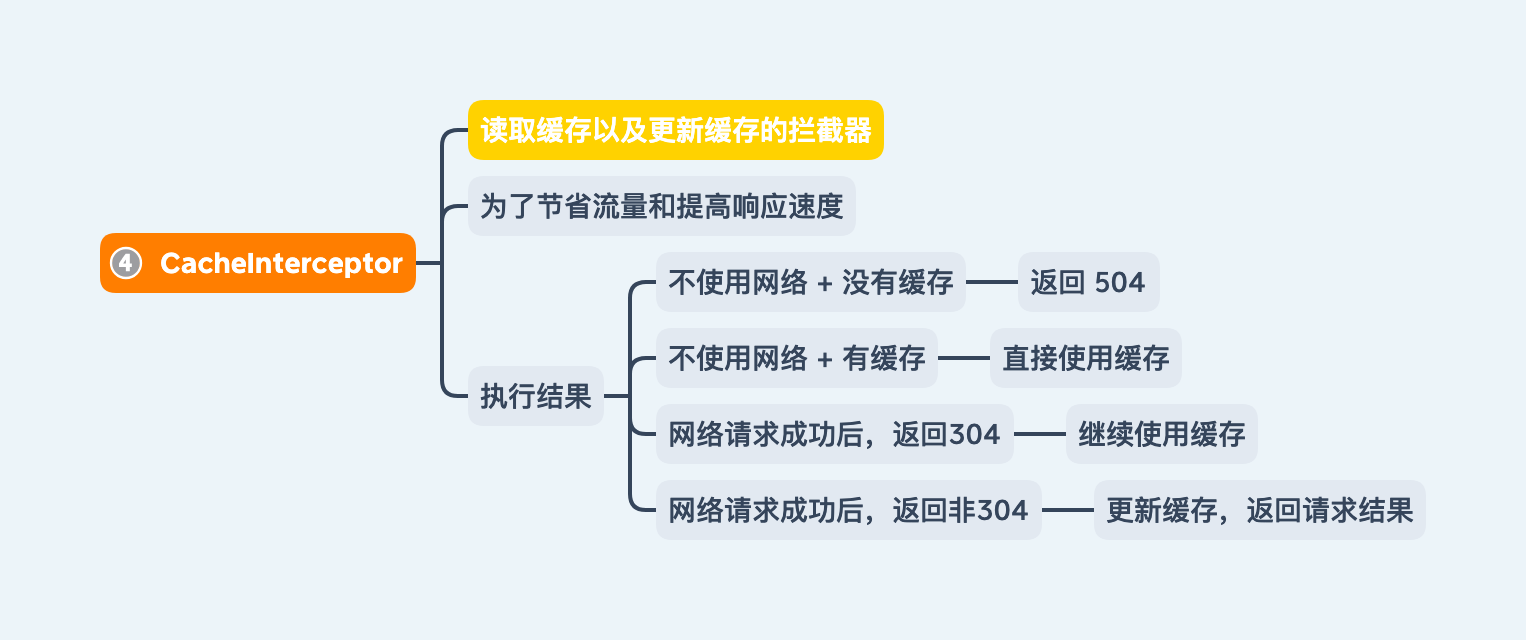 读取缓存以及更新缓存的拦截器
为了节省流量和提高响应速度
④ CacheInterceptor
不使用网络 + 没有缓存
返回 504
不使用网络 + 有缓存
直接使用缓存
执行结果
网络请求成功后，返回304
继续使用缓存
网络请求成功后，返回非304
更新缓存，返回请求结果